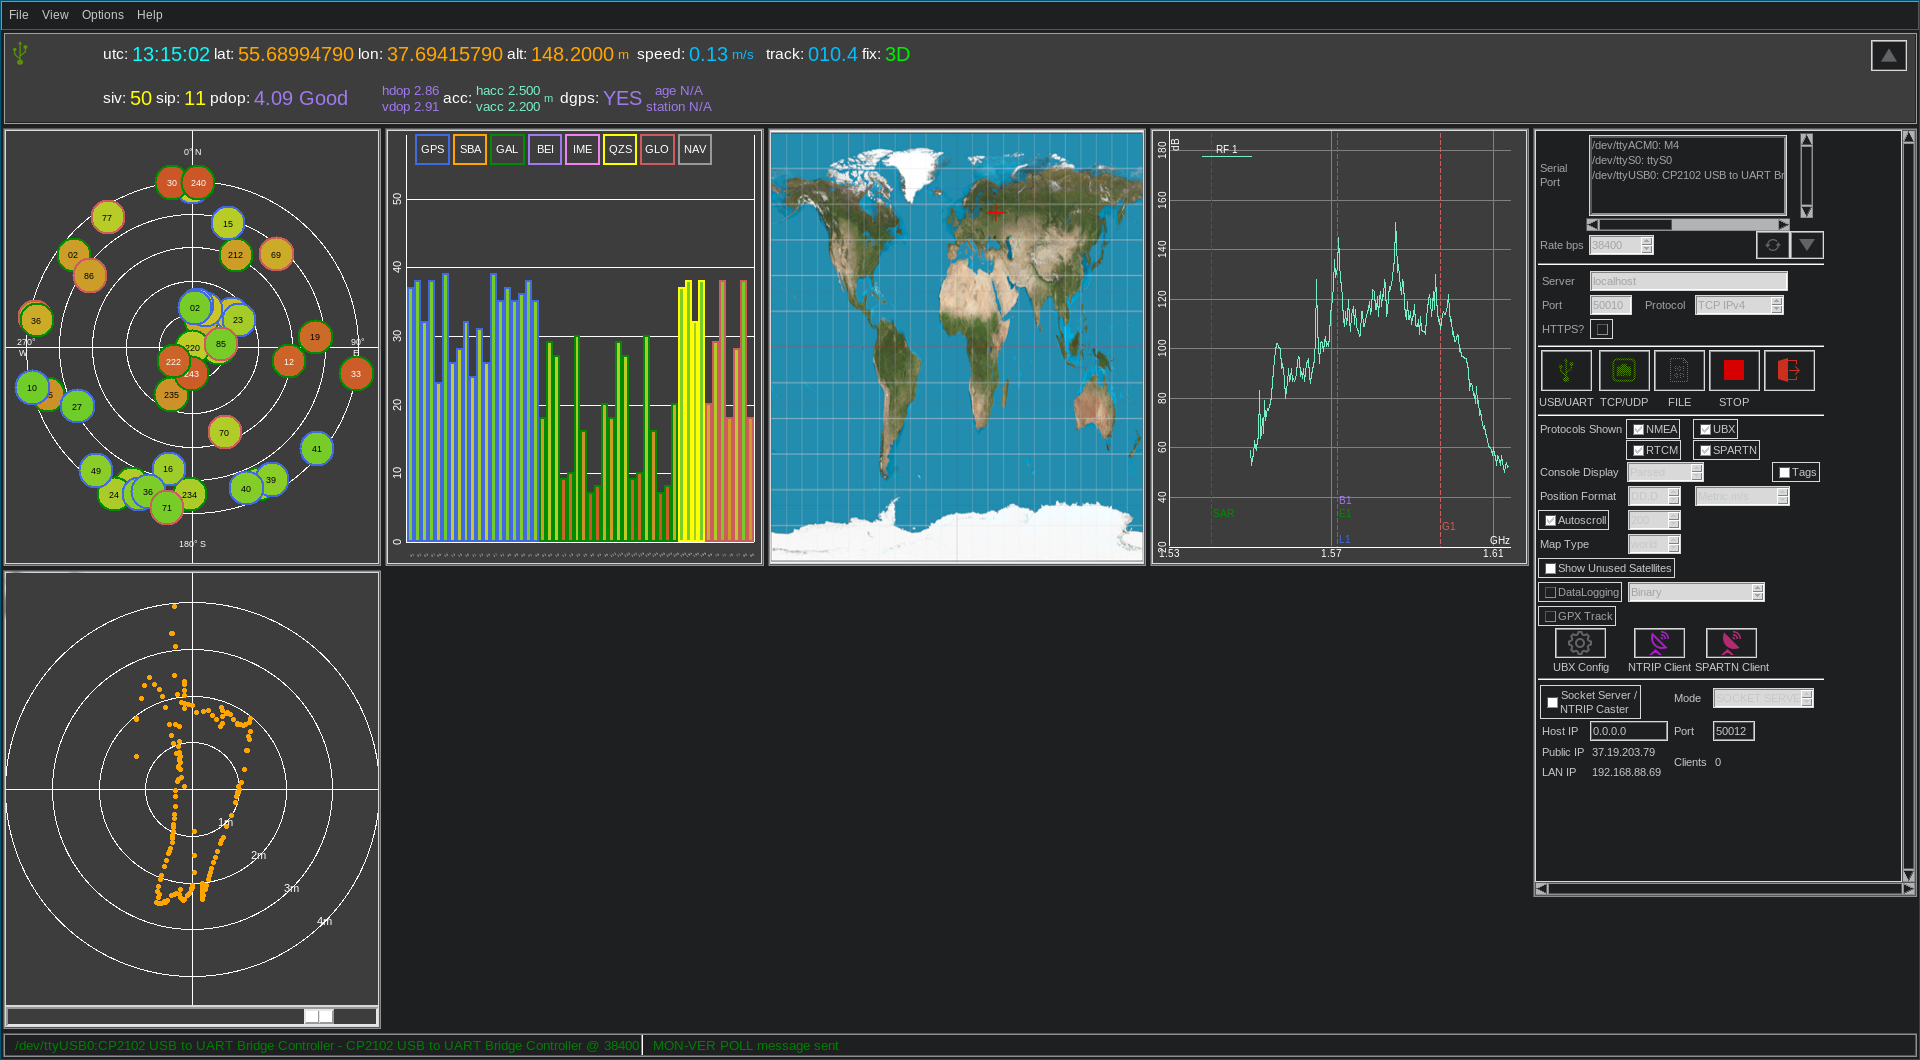 File View Options Help
utc: 13:15:02 lat: 55.68994790 lon: 37.69415790 alt: 148.2000 m speed: 0.13 m/s track: 010.4 fix: 3D
siv: 50 sip: 11 pdop: 4.09 Good hdop 2.86 acc: hacc 2.500 m dgps: YES age N/A
vdop 2.91 vacc 2.200 station N/A
0° N
30 240
77 15
02 212 69
86
02 23
36
270° W 220 85 19 90° E
222 12
243 33
10 5 235
27
70
41
49 16 39
24 36 234 40
71
180° S
GPS SBA GAL BEI IME QZS GLO NAV
50
40
30
20
10
0
dB RF 1
180
160
140
120
100
80
60
40
20
B1
SAR E1
G1
L1 GHz
1.53 1.57 1.61
1m
2m
3m
4m
Serial Port
/dev/ttyACM0: M4
/dev/ttyS0: ttyS0
/dev/ttyUSB0: CP2102 USB to UART Br
Rate bps 38400
Server localhost
Port 50010 Protocol TCP IPv4
HTTPS?
USB/UART TCP/UDP FILE STOP
Protocols Shown NMEA UBX
RTCM SPARTN
Console Display Parsed Tags
Position Format DD.D Metric m/s
Autoscroll 200
Map Type world
Show Unused Satellites
DataLogging Binary
GPX Track
UBX Config NTRIP Client SPARTN Client
Socket Server / NTRIP Caster Mode SOCKET SERVE
Host IP 0.0.0.0 Port 50012
Public IP 37.19.203.79
Clients 0
LAN IP 192.168.88.69
/dev/ttyUSB0:CP2102 USB to UART Bridge Controller - CP2102 USB to UART Bridge Controller @ 38400 MON-VER POLL message sent